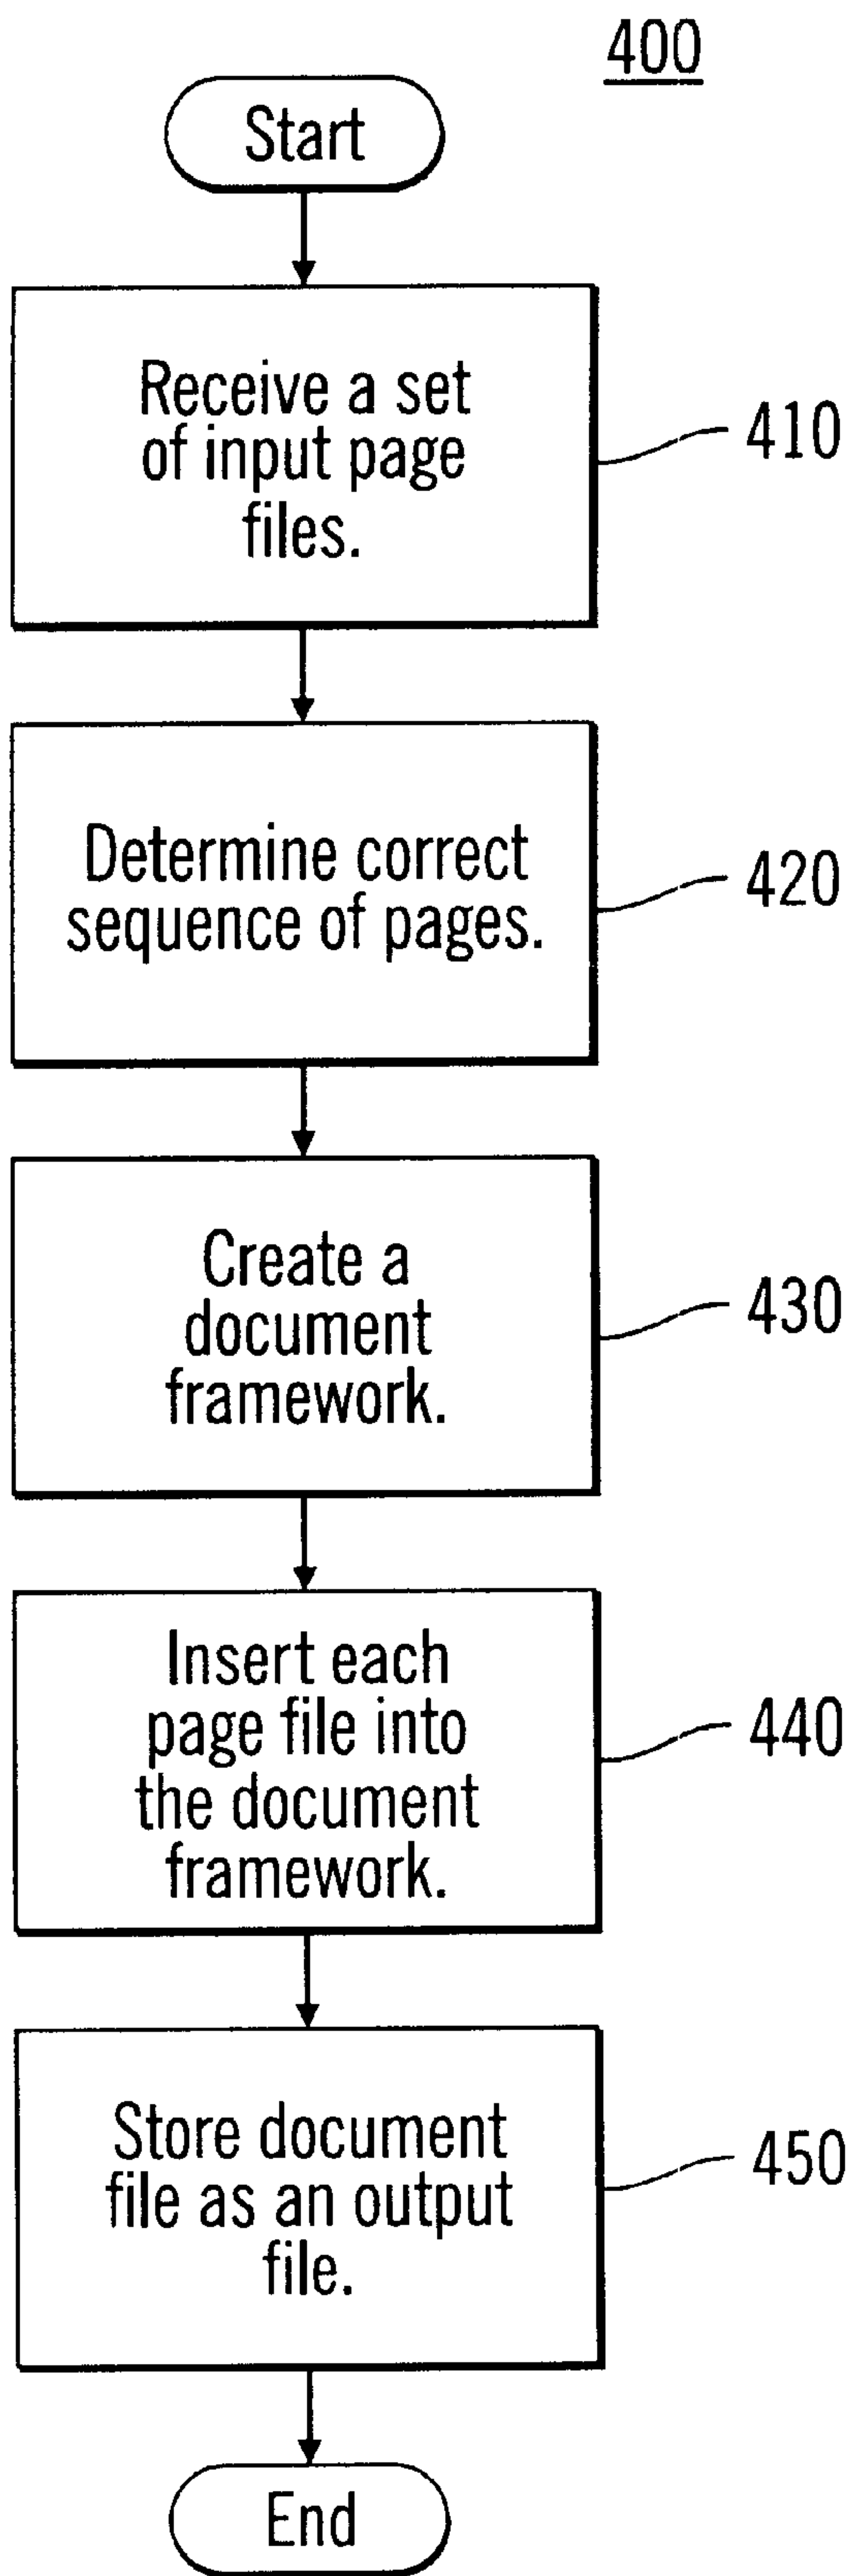 400
Start
Receive a set
of input page
files.
410
Determine correct
sequence of pages.
420
Create a
document
framework.
430
Insert each
page file into
the document
framework.
440
Store document
file as an output
file.
450
End